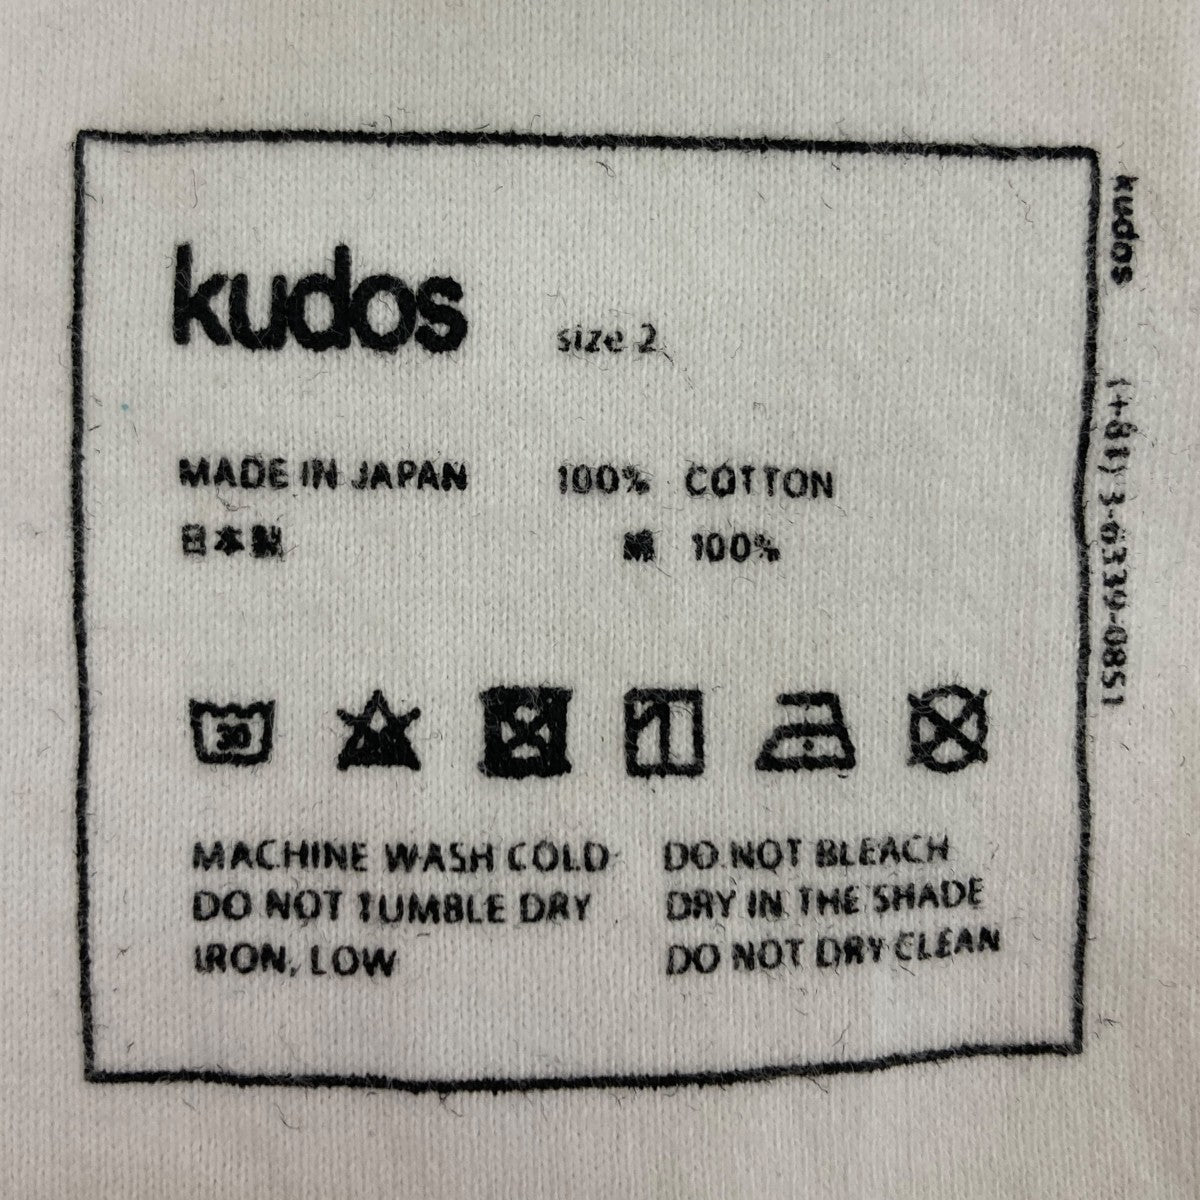 kudos
size 2
MADE IN JAPAN
100% COTTON
日本製
綿 100%
30
MACHINE WASH COLD
DO NOT BLEACH
DO NOT TUMBLE DRY
DRY IN THE SHADE
IRON, LOW
DO NOT DRY CLEAN
kudos (+81) 3-6339-0851